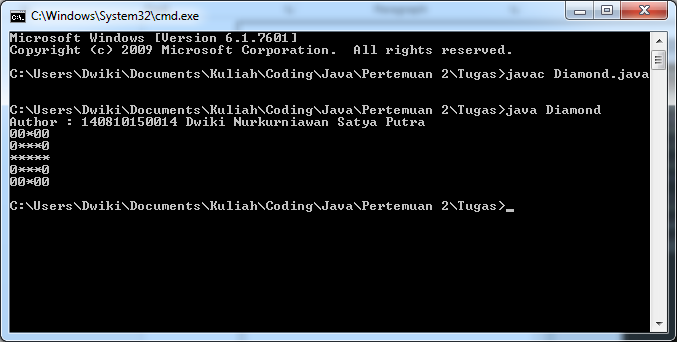 Paragraph
C:\Windows\System32\cmd.exe
Microsoft Windows [Version 6.1.7601]
Copyright (c) 2009 Microsoft Corporation.  All rights reserved.
C:\Users\Dwiki\Documents\Kuliah\Coding\Java\Pertemuan 2\Tugas>javac Diamond.java
C:\Users\Dwiki\Documents\Kuliah\Coding\Java\Pertemuan 2\Tugas>java Diamond
Author : 140810150014 Dwiki Nurkurniawan Satya Putra
00*00
0***0
*****
0***0
00*00
C:\Users\Dwiki\Documents\Kuliah\Coding\Java\Pertemuan 2\Tugas>_